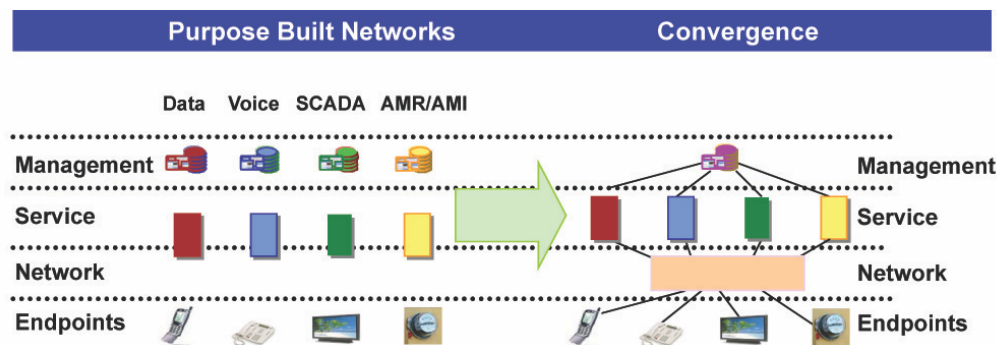 Purpose Built Networks Convergence
Data Voice SCADA AMR/AMI
Management Management
Service Service
Network Network
Endpoints Endpoints